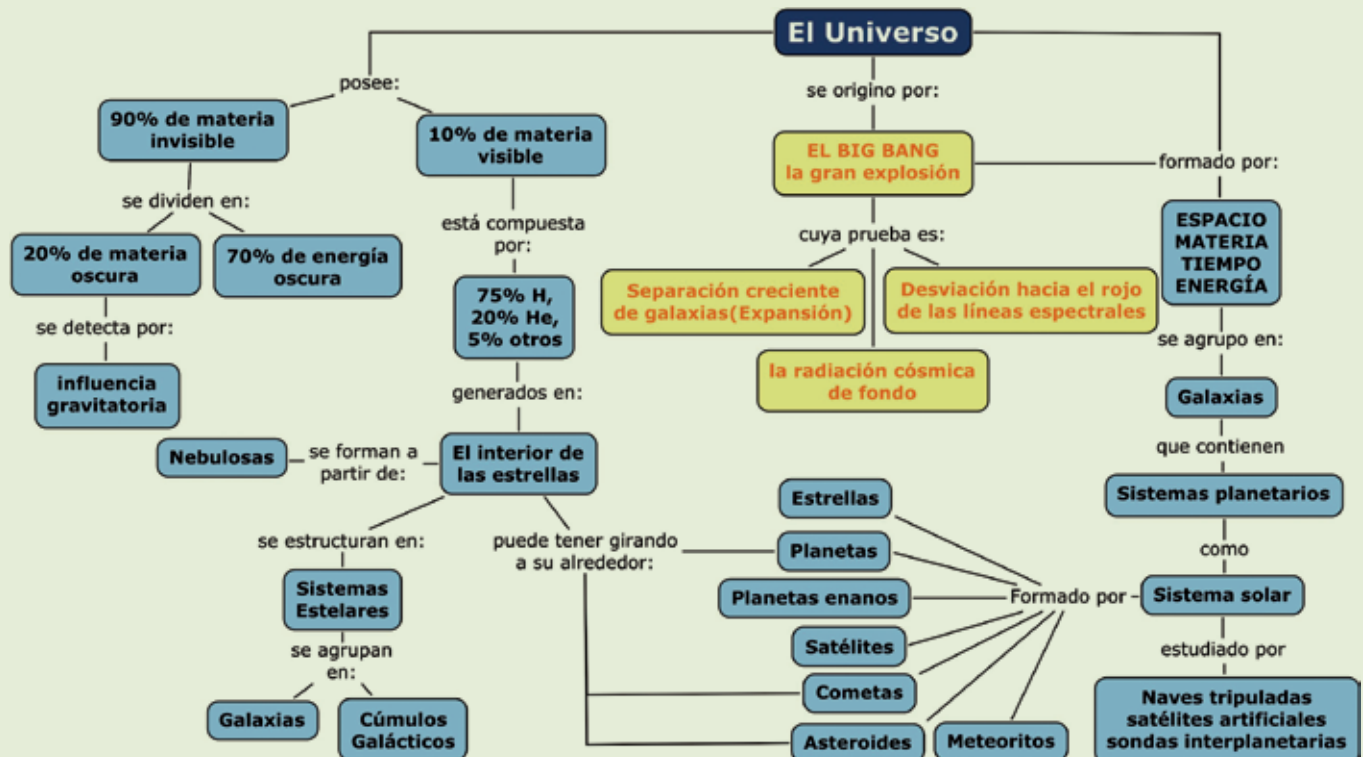 El Universo
posee:
se origino por:
90% de materia
invisible
10% de materia
visible
EL BIG BANG
la gran explosión
formado por:
se dividen en:
está compuesta
por:
cuya prueba es:
ESPACIO
MATERIA
TIEMPO
ENERGÍA
20% de materia
oscura
70% de energía
oscura
75% H,
20% He,
5% otros
Separación creciente
de galaxias(Expansión)
Desviación hacia el rojo
de las líneas espectrales
se detecta por:
se agrupo en:
la radiación cósmica
de fondo
influencia
gravitatoria
generados en:
Galaxias
Nebulosas
se forman a
partir de:
El interior de
las estrellas
que contienen
Estrellas
Sistemas planetarios
se estructuran en:
puede tener girando
a su alrededor:
Planetas
como
Sistemas
Estelares
Planetas enanos
Formado por
Sistema solar
Satélites
estudiado por
se agrupan
en:
Cometas
Galaxias
Cúmulos
Galácticos
Asteroides
Meteoritos
Naves tripuladas
satélites artificiales
sondas interplanetarias